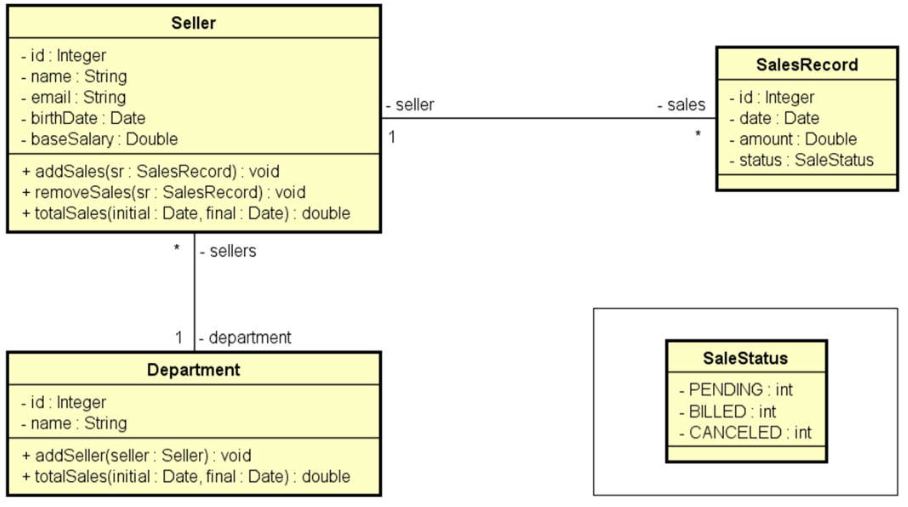 Seller
- id : Integer
- name : String
- email : String
- birthDate : Date
- baseSalary : Double
+ addSales(sr : SalesRecord) : void
+ removeSales(sr : SalesRecord) : void
+ totalSales(initial : Date, final : Date) : double
- seller
1
- sales
*
SalesRecord
- id : Integer
- date : Date
- amount : Double
- status : SaleStatus
* - sellers
1 - department
Department
- id : Integer
- name : String
+ addSeller(seller : Seller) : void
+ totalSales(initial : Date, final : Date) : double
SaleStatus
- PENDING : int
- BILLED : int
- CANCELED : int